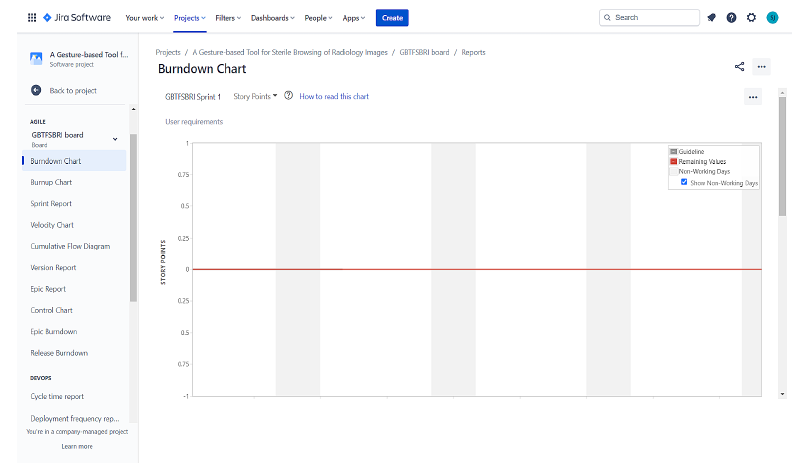 Jira Software
Your work
Projects
Filters
Dashboards
People
Apps
Create
Search
SJ
A Gesture-based Tool f...
Software project
Back to project
AGILE
GBTFSBRI board
Board
Burndown Chart
Burnup Chart
Sprint Report
Velocity Chart
Cumulative Flow Diagram
Version Report
Epic Report
Control Chart
Epic Burndown
Release Burndown
DEVOPS
Cycle time report
Deployment frequency rep...
You're in a company-managed project
Learn more
Projects / A Gesture-based Tool for Sterile Browsing of Radiology Images / GBTFSBRI board / Reports
Burndown Chart
GBTFSBRI Sprint 1
Story Points
How to read this chart
User requirements
STORY POINTS
1
0.75
0.5
0.25
0
0.25
0.5
0.75
-1
Guideline
Remaining Values
Non-Working Days
Show Non-Working Days